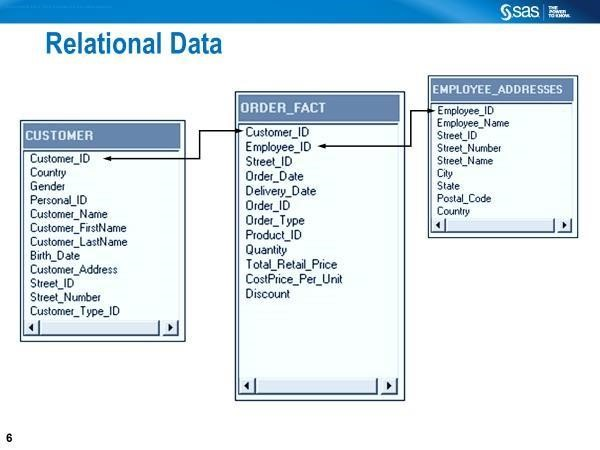 sas
THE
POWER
TO KNOW.
Relational Data
CUSTOMER
Customer_ID
Country
Gender
Personal_ID
Customer_Name
Customer_FirstName
Customer_LastName
Birth_Date
Customer_Address
Street_ID
Street_Number
Customer_Type_ID
ORDER_FACT
Customer_ID
Employee_ID
Street_ID
Order_Date
Delivery_Date
Order_ID
Order_Type
Product_ID
Quantity
Total_Retail_Price
CostPrice_Per_Unit
Discount
EMPLOYEE_ADDRESSES
Employee_ID
Employee_Name
Street_ID
Street_Number
Street_Name
City
State
Postal_Code
Country
6